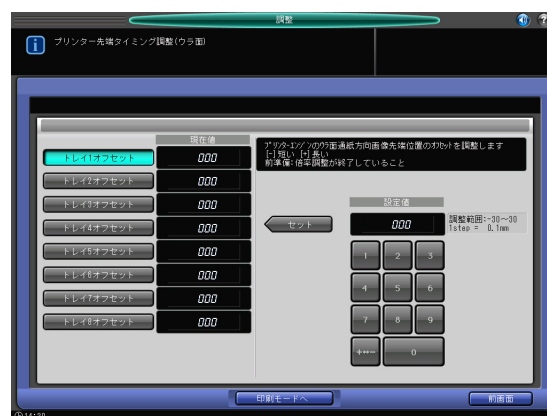 調整
プリンター先端タイミング調整(ウラ面)
現在値
トレイ1オフセット 000
トレイ2オフセット 000
トレイ3オフセット 000
トレイ4オフセット 000
トレイ5オフセット 000
トレイ6オフセット 000
トレイ7オフセット 000
トレイ8オフセット 000
プリンターエンジンのウラ面通紙方向画像先端位置のオフセットを調整します
[-]短い [+]長い
前準備:倍率調整が終了していること
設定値
セット
000
調整範囲:-30～30
1step = 0.1mm
1 2 3
4 5 6
7 8 9
+↔- 0
印刷モードへ
前画面
14:30